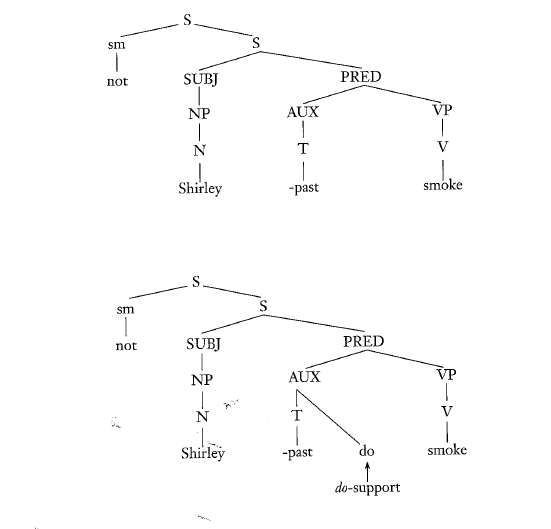 S
sm S
not SUBJ PRED
NP AUX VP
N T V
Shirley -past smoke
S
sm S
not SUBJ PRED
NP AUX VP
N T V
Shirley -past do smoke
do-support